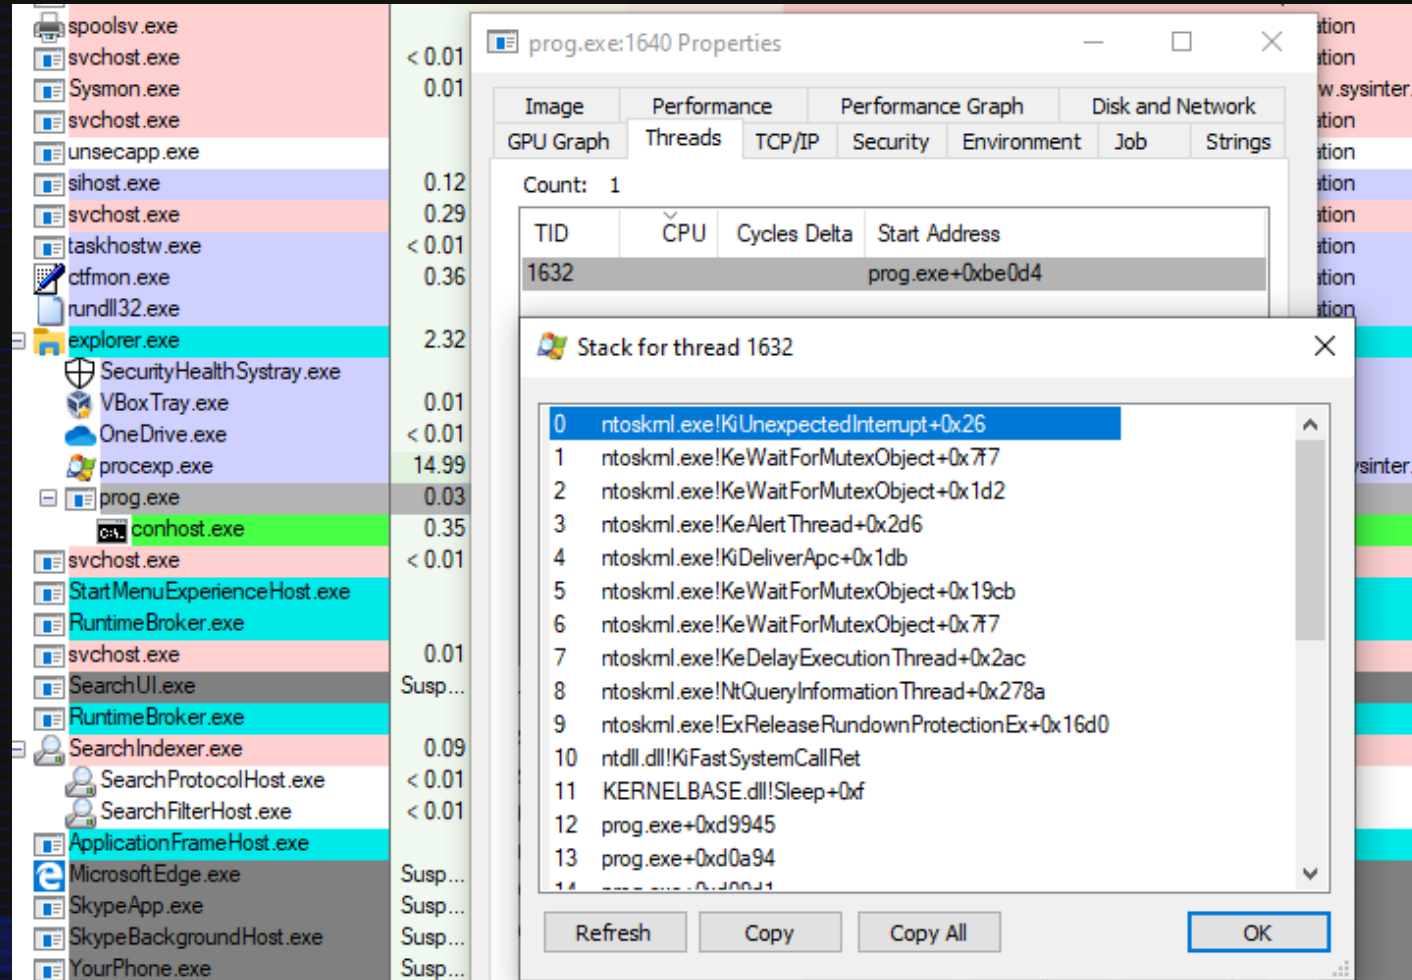 spoolsv.exe
svchost.exe < 0.01
Sysmon.exe 0.01
svchost.exe
unsecapp.exe
sihost.exe 0.12
svchost.exe 0.29
taskhostw.exe < 0.01
ctfmon.exe 0.36
rundll32.exe
explorer.exe 2.32
SecurityHealthSystray.exe
VBoxTray.exe 0.01
OneDrive.exe < 0.01
procexp.exe 14.99
prog.exe 0.03
conhost.exe 0.35
svchost.exe < 0.01
StartMenuExperienceHost.exe
RuntimeBroker.exe
svchost.exe 0.01
SearchUI.exe Susp...
RuntimeBroker.exe
SearchIndexer.exe 0.09
SearchProtocolHost.exe < 0.01
SearchFilterHost.exe < 0.01
ApplicationFrameHost.exe
MicrosoftEdge.exe Susp...
SkypeApp.exe Susp...
SkypeBackgroundHost.exe Susp...
YourPhone.exe Susp...
prog.exe:1640 Properties
Image Performance Performance Graph Disk and Network
GPU Graph Threads TCP/IP Security Environment Job Strings
Count: 1
TID CPU Cycles Delta Start Address
1632 prog.exe+0xbe0d4
Stack for thread 1632
0 ntoskrnl.exe!KiUnexpectedInterrupt+0x26
1 ntoskrnl.exe!KeWaitForMutexObject+0x7f7
2 ntoskrnl.exe!KeWaitForMutexObject+0x1d2
3 ntoskrnl.exe!KeAlertThread+0x2d6
4 ntoskrnl.exe!KiDeliverApc+0x1db
5 ntoskrnl.exe!KeWaitForMutexObject+0x19cb
6 ntoskrnl.exe!KeWaitForMutexObject+0x7f7
7 ntoskrnl.exe!KeDelayExecutionThread+0x2ac
8 ntoskrnl.exe!NtQueryInformationThread+0x278a
9 ntoskrnl.exe!ExReleaseRundownProtectionEx+0x16d0
10 ntdll.dll!KiFastSystemCallRet
11 KERNELBASE.dll!Sleep+0xf
12 prog.exe+0xd9945
13 prog.exe+0xd0a94
Refresh Copy Copy All OK
ation
ation
w.sysinter.
ation
ation
ation
ation
ation
ation
ation
ysinter.